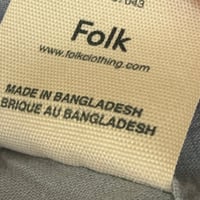 Folk
www.folkclothing.com
MADE IN BANGLADESH
BRIQUE AU BANGLADESH